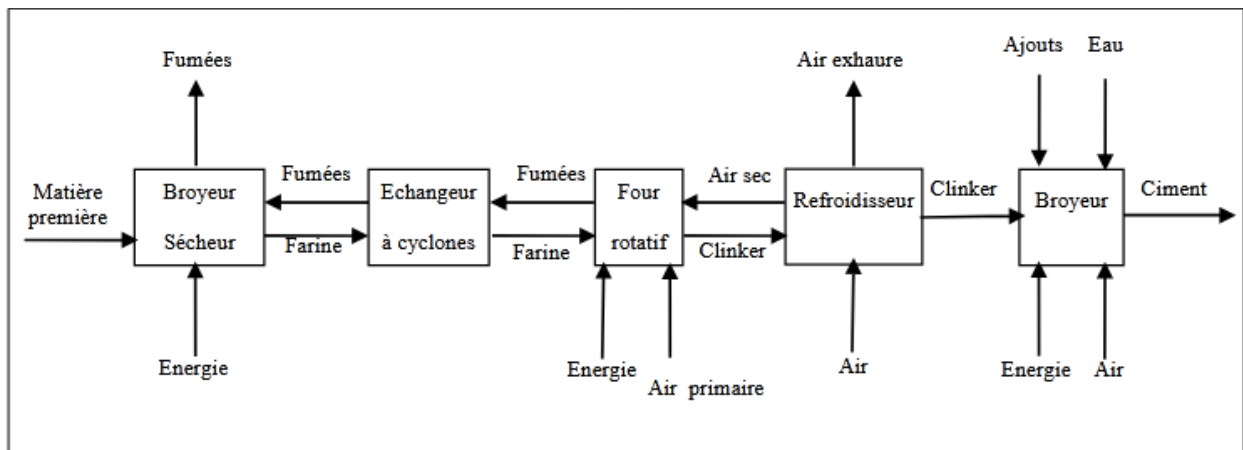 Fumées
Air exhaure
Ajouts
Eau
Matière
première
Broyeur
Sécheur
Fumées
Farine
Echangeur
à cyclones
Fumées
Farine
Four
rotatif
Air sec
Clinker
Refroidisseur
Clinker
Broyeur
Ciment
Energie
Energie
Air primaire
Air
Energie
Air